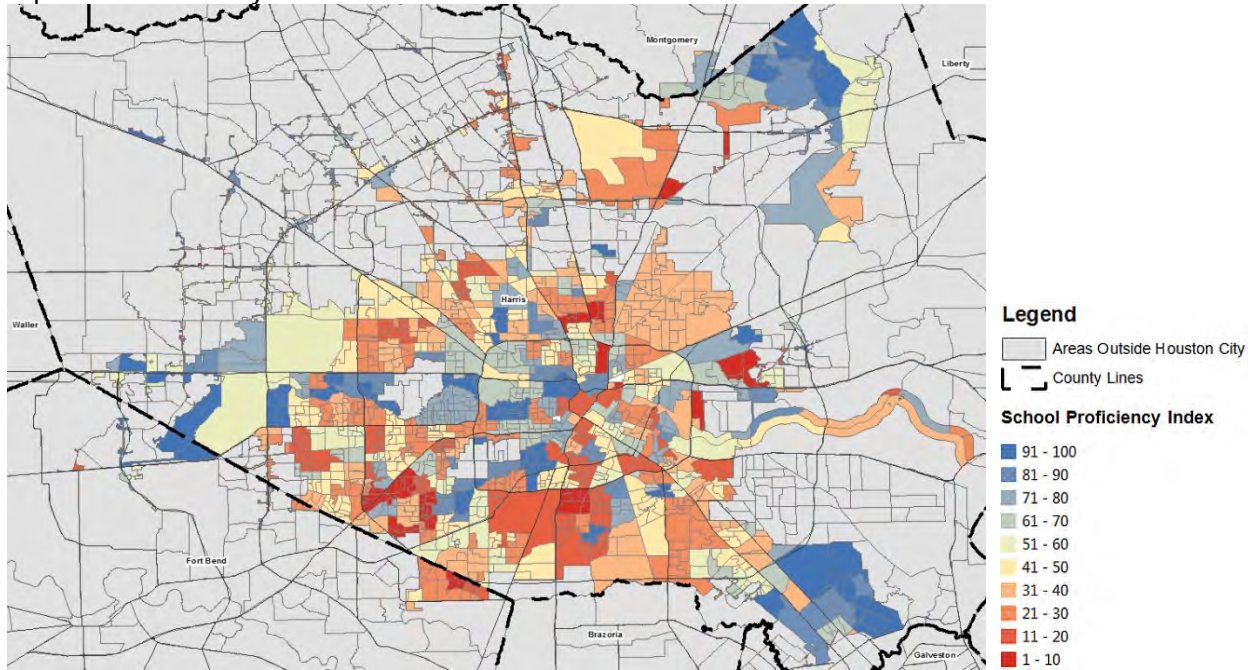 Montgomery
Liberty
Harris
Waller
Fort Bend
Brazoria
Galveston
Legend
Areas Outside Houston City
County Lines
School Proficiency Index
91 - 100
81 - 90
71 - 80
61 - 70
51 - 60
41 - 50
31 - 40
21 - 30
11 - 20
1 - 10